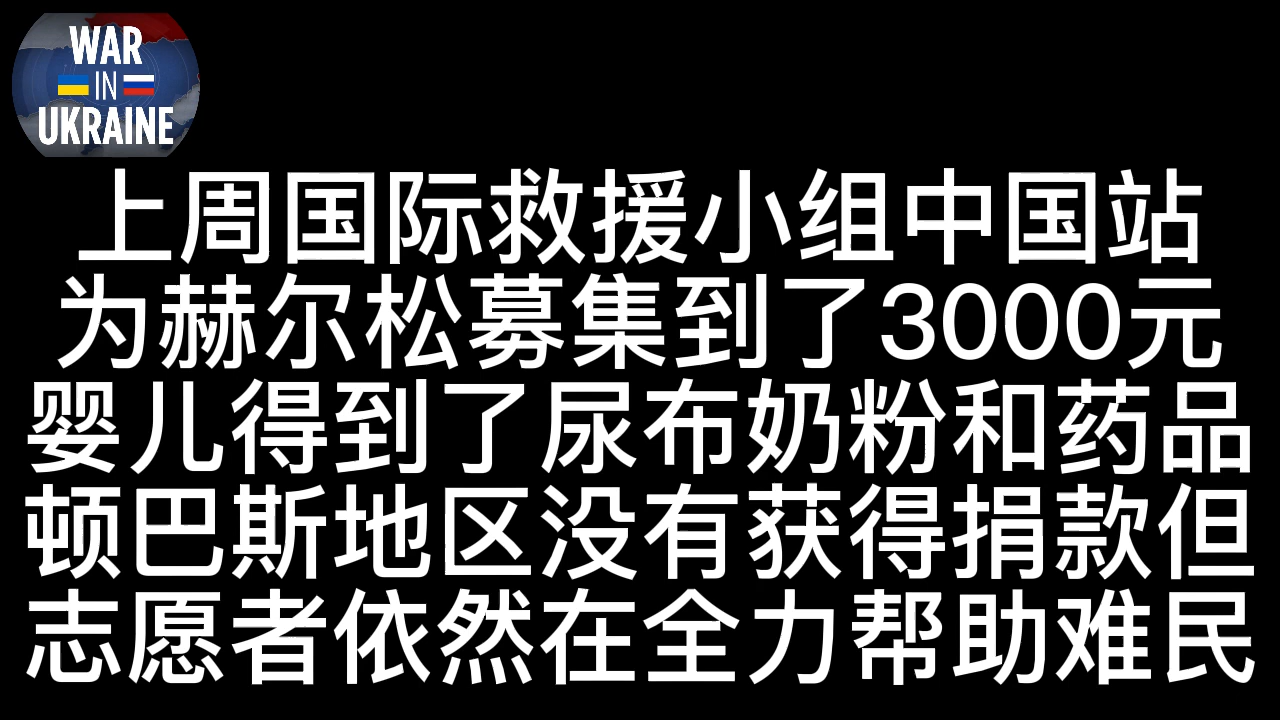 WAR
IN
UKRAINE
上周国际救援小组中国站
为赫尔松募集到了3000元
婴儿得到了尿布奶粉和药品
顿巴斯地区没有获得捐款但
志愿者依然在全力帮助难民